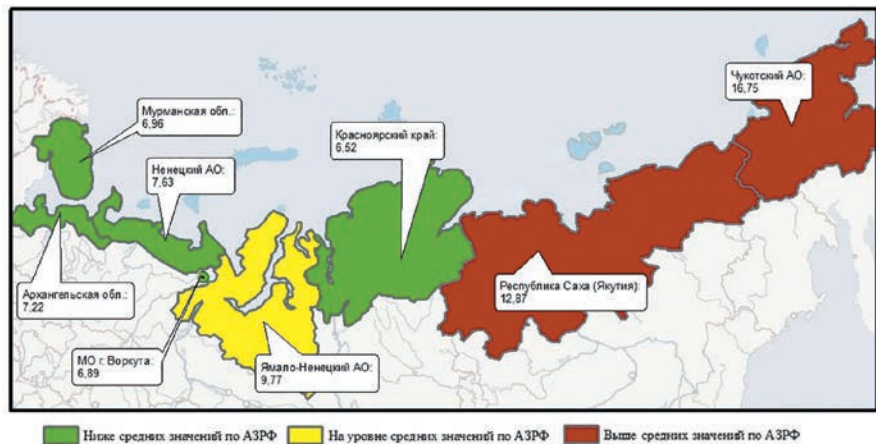 Чукотский АО:
16,75
Мурманская обл.:
6,96
Красноярский край:
6,52
Ненецкий АО:
7,63
Республика Саха (Якутия):
12,87
Архангельская обл.:
7,22
МО г. Воркута:
6,89
Ямало-Ненецкий АО:
9,77
Ниже средних значений по АЗРФ
На уровне средних значений по АЗРФ
Выше средних значений по АЗРФ